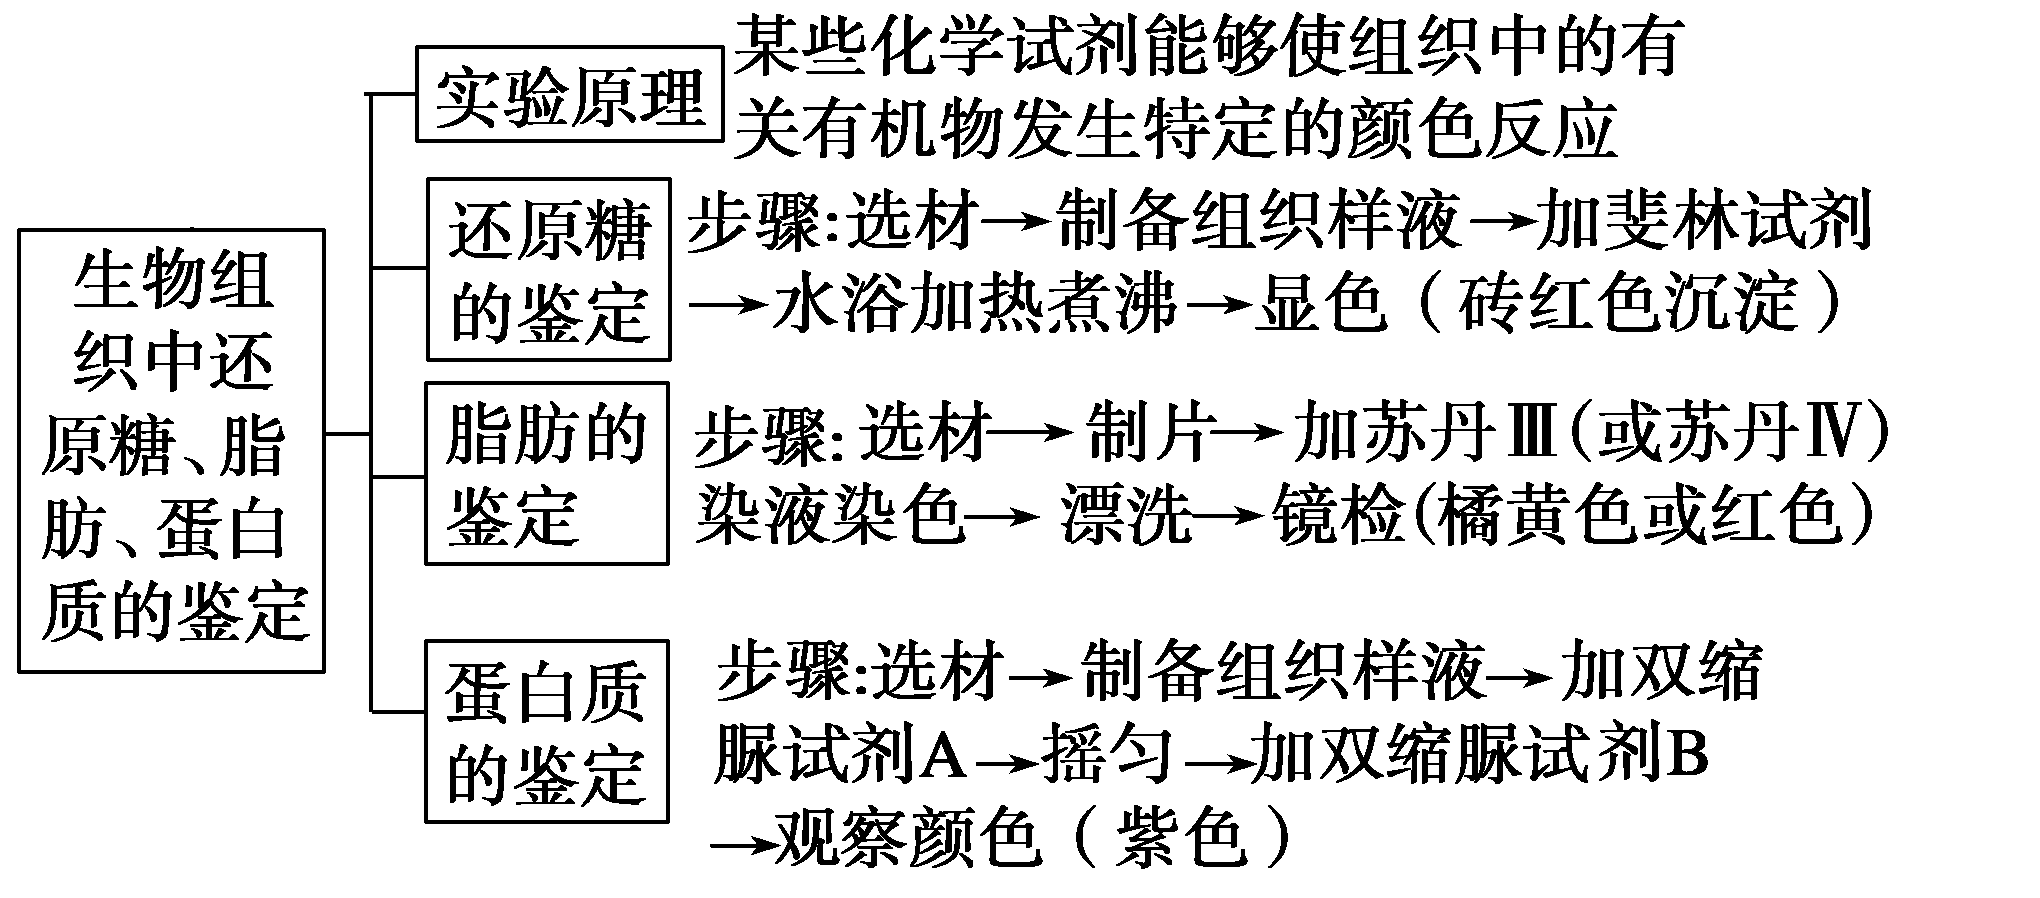 生物组
织中还
原糖、脂
肪、蛋白
质的鉴定
实验原理
某些化学试剂能够使组织中的有
关有机物发生特定的颜色反应
还原糖
的鉴定
步骤:选材→制备组织样液→加斐林试剂
→水浴加热煮沸→显色（砖红色沉淀）
脂肪的
鉴定
步骤:选材→制片→加苏丹Ⅲ(或苏丹Ⅳ)
染液染色→漂洗→镜检(橘黄色或红色)
蛋白质
的鉴定
步骤:选材→制备组织样液→加双缩
脲试剂A→摇匀→加双缩脲试剂B
→观察颜色（紫色）